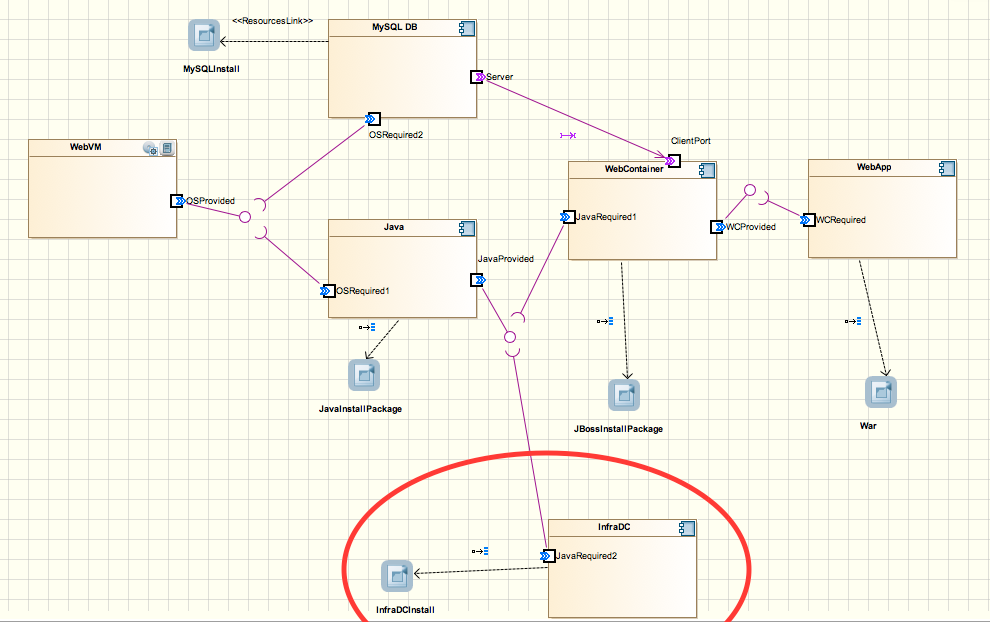 <<ResourcesLink>>
MySQL DB
MySQLInstall
Server
OSRequired2
ClientPort
WebVM
WebContainer
WebApp
OSProvided
JavaRequired1
WCProvided
WCRequired
Java
JavaProvided
OSRequired1
JavaInstallPackage
JBossInstallPackage
War
InfraDC
JavaRequired2
InfraDCInstall